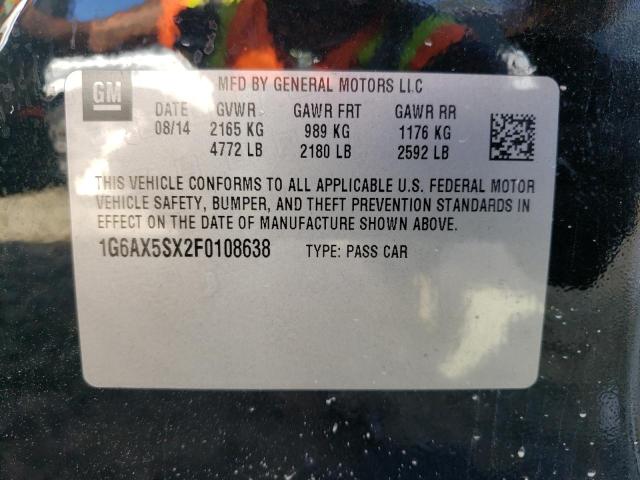 GM
MFD BY GENERAL MOTORS LLC
DATE GVWR GAWR FRT GAWR RR
08/14 2165 KG 989 KG 1176 KG
4772 LB 2180 LB 2592 LB
THIS VEHICLE CONFORMS TO ALL APPLICABLE U.S. FEDERAL MOTOR
VEHICLE SAFETY, BUMPER, AND THEFT PREVENTION STANDARDS IN
EFFECT ON THE DATE OF MANUFACTURE SHOWN ABOVE.
1G6AX5SX2F0108638 TYPE: PASS CAR